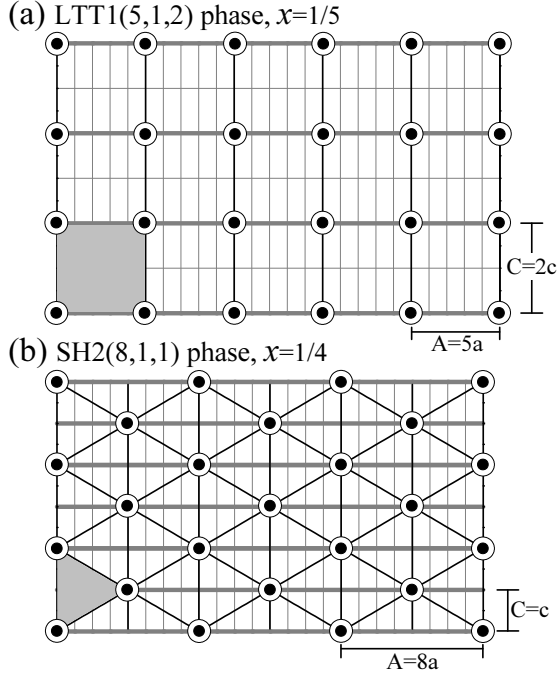 (a) LTT1(5,1,2) phase, x=1/5
C=2c
A=5a
(b) SH2(8,1,1) phase, x=1/4
C=c
A=8a